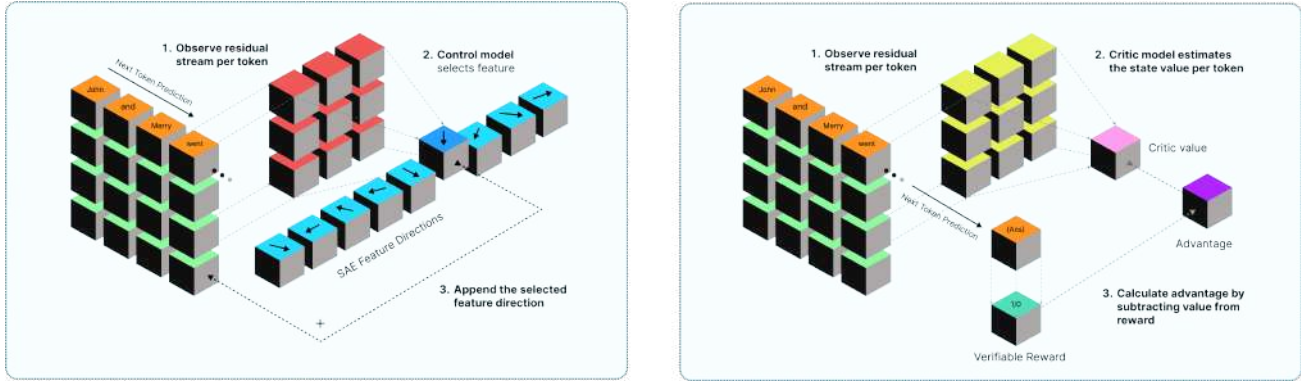 1. Observe residual
stream per token
Next Token Prediction
John
and
Merry
went
2. Control model
selects feature
SAE Feature Directions
3. Append the selected
feature direction
+
1. Observe residual
stream per token
John
and
Merry
went
Next Token Prediction
2. Critic model estimates
the state value per token
Critic value
Advantage
(Ans)
1/0
Verifiable Reward
3. Calculate advantage by
subtracting value from
reward